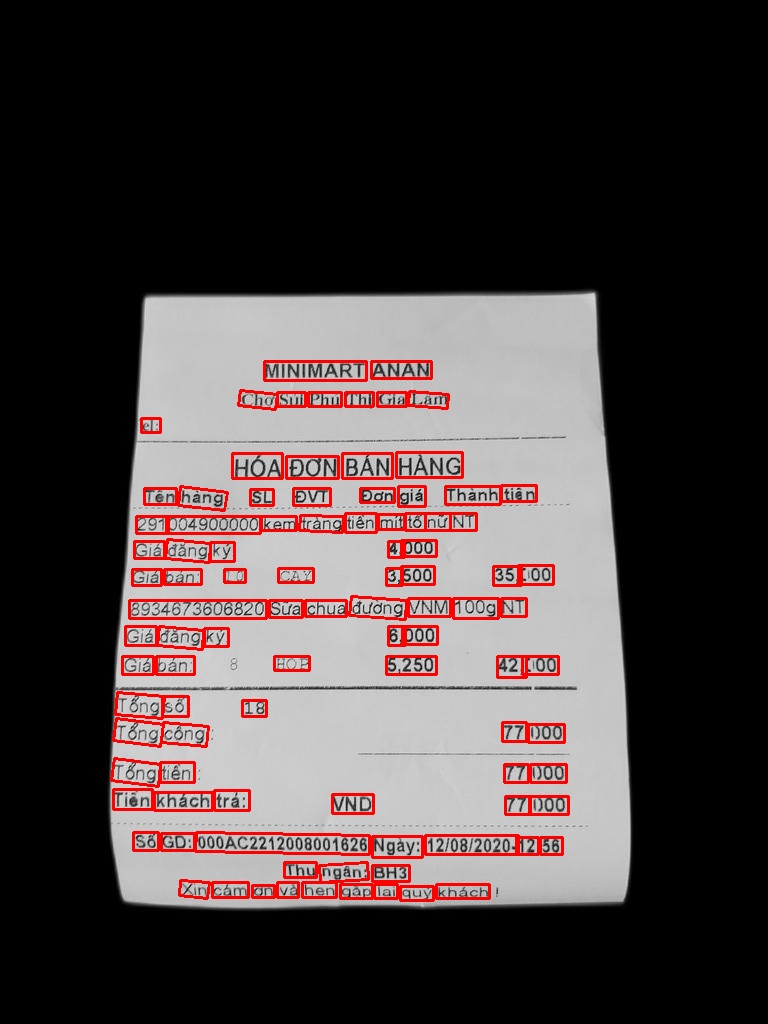 MINIMART ANAN
Chợ Sủi Phú Thị Gia Lâm
el:
HÓA ĐƠN BÁN HÀNG
Tên hàng SL ĐVT Đơn giá Thành tiền
291004900000 kem tràng tiền mít tố nữ NT
Giá đăng ký 4,000
Giá bán: 10 CAY 3,500 35,000
8934673606820 Sữa chua đường VNM 100g NT
Giá đăng ký 6,000
Giá bán: 8 HOP 5,250 42,000
Tổng số 18
Tổng cộng: 77,000
Tổng tiền: 77,000
Tiền khách trả: VND 77,000
Số GD: 000AC2212008001626 Ngày: 12/08/2020-12:56
Thu ngân: BH3
Xin cảm ơn và hẹn gặp lại quý khách !